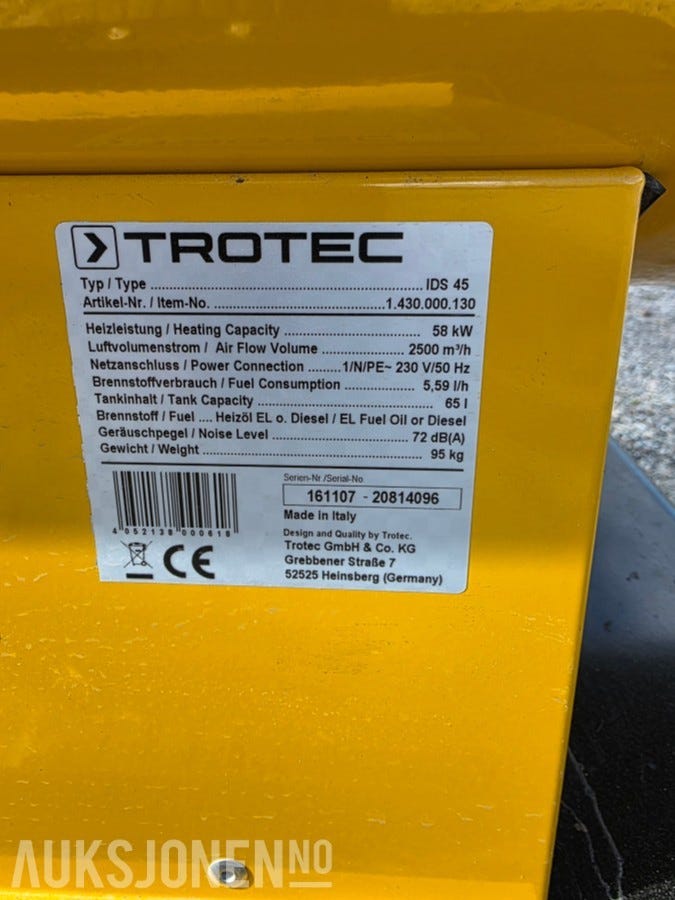 TROTEC
Typ / Type ........ IDS 45
Artikel-Nr. / Item-No. ........ 1.430.000.130
Heizleistung / Heating Capacity ........ 58 kW
Luftvolumenstrom / Air Flow Volume ........ 2500 m³/h
Netzanschluss / Power Connection ........ 1/N/PE~ 230 V/50 Hz
Brennstoffverbrauch / Fuel Consumption ........ 5,59 l/h
Tankinhalt / Tank Capacity ........ 65 l
Brennstoff / Fuel .... Heizöl EL o. Diesel / EL Fuel Oil or Diesel
Geräuschpegel / Noise Level ........ 72 dB(A)
Gewicht / Weight ........ 95 kg
Serien-Nr./Serial-No.
161107 - 20814096
Made in Italy
4 052138 000618
Design and Quality by Trotec.
Trotec GmbH & Co. KG
Grebbener Straße 7
52525 Heinsberg (Germany)
CE
AUKSJONEN NO